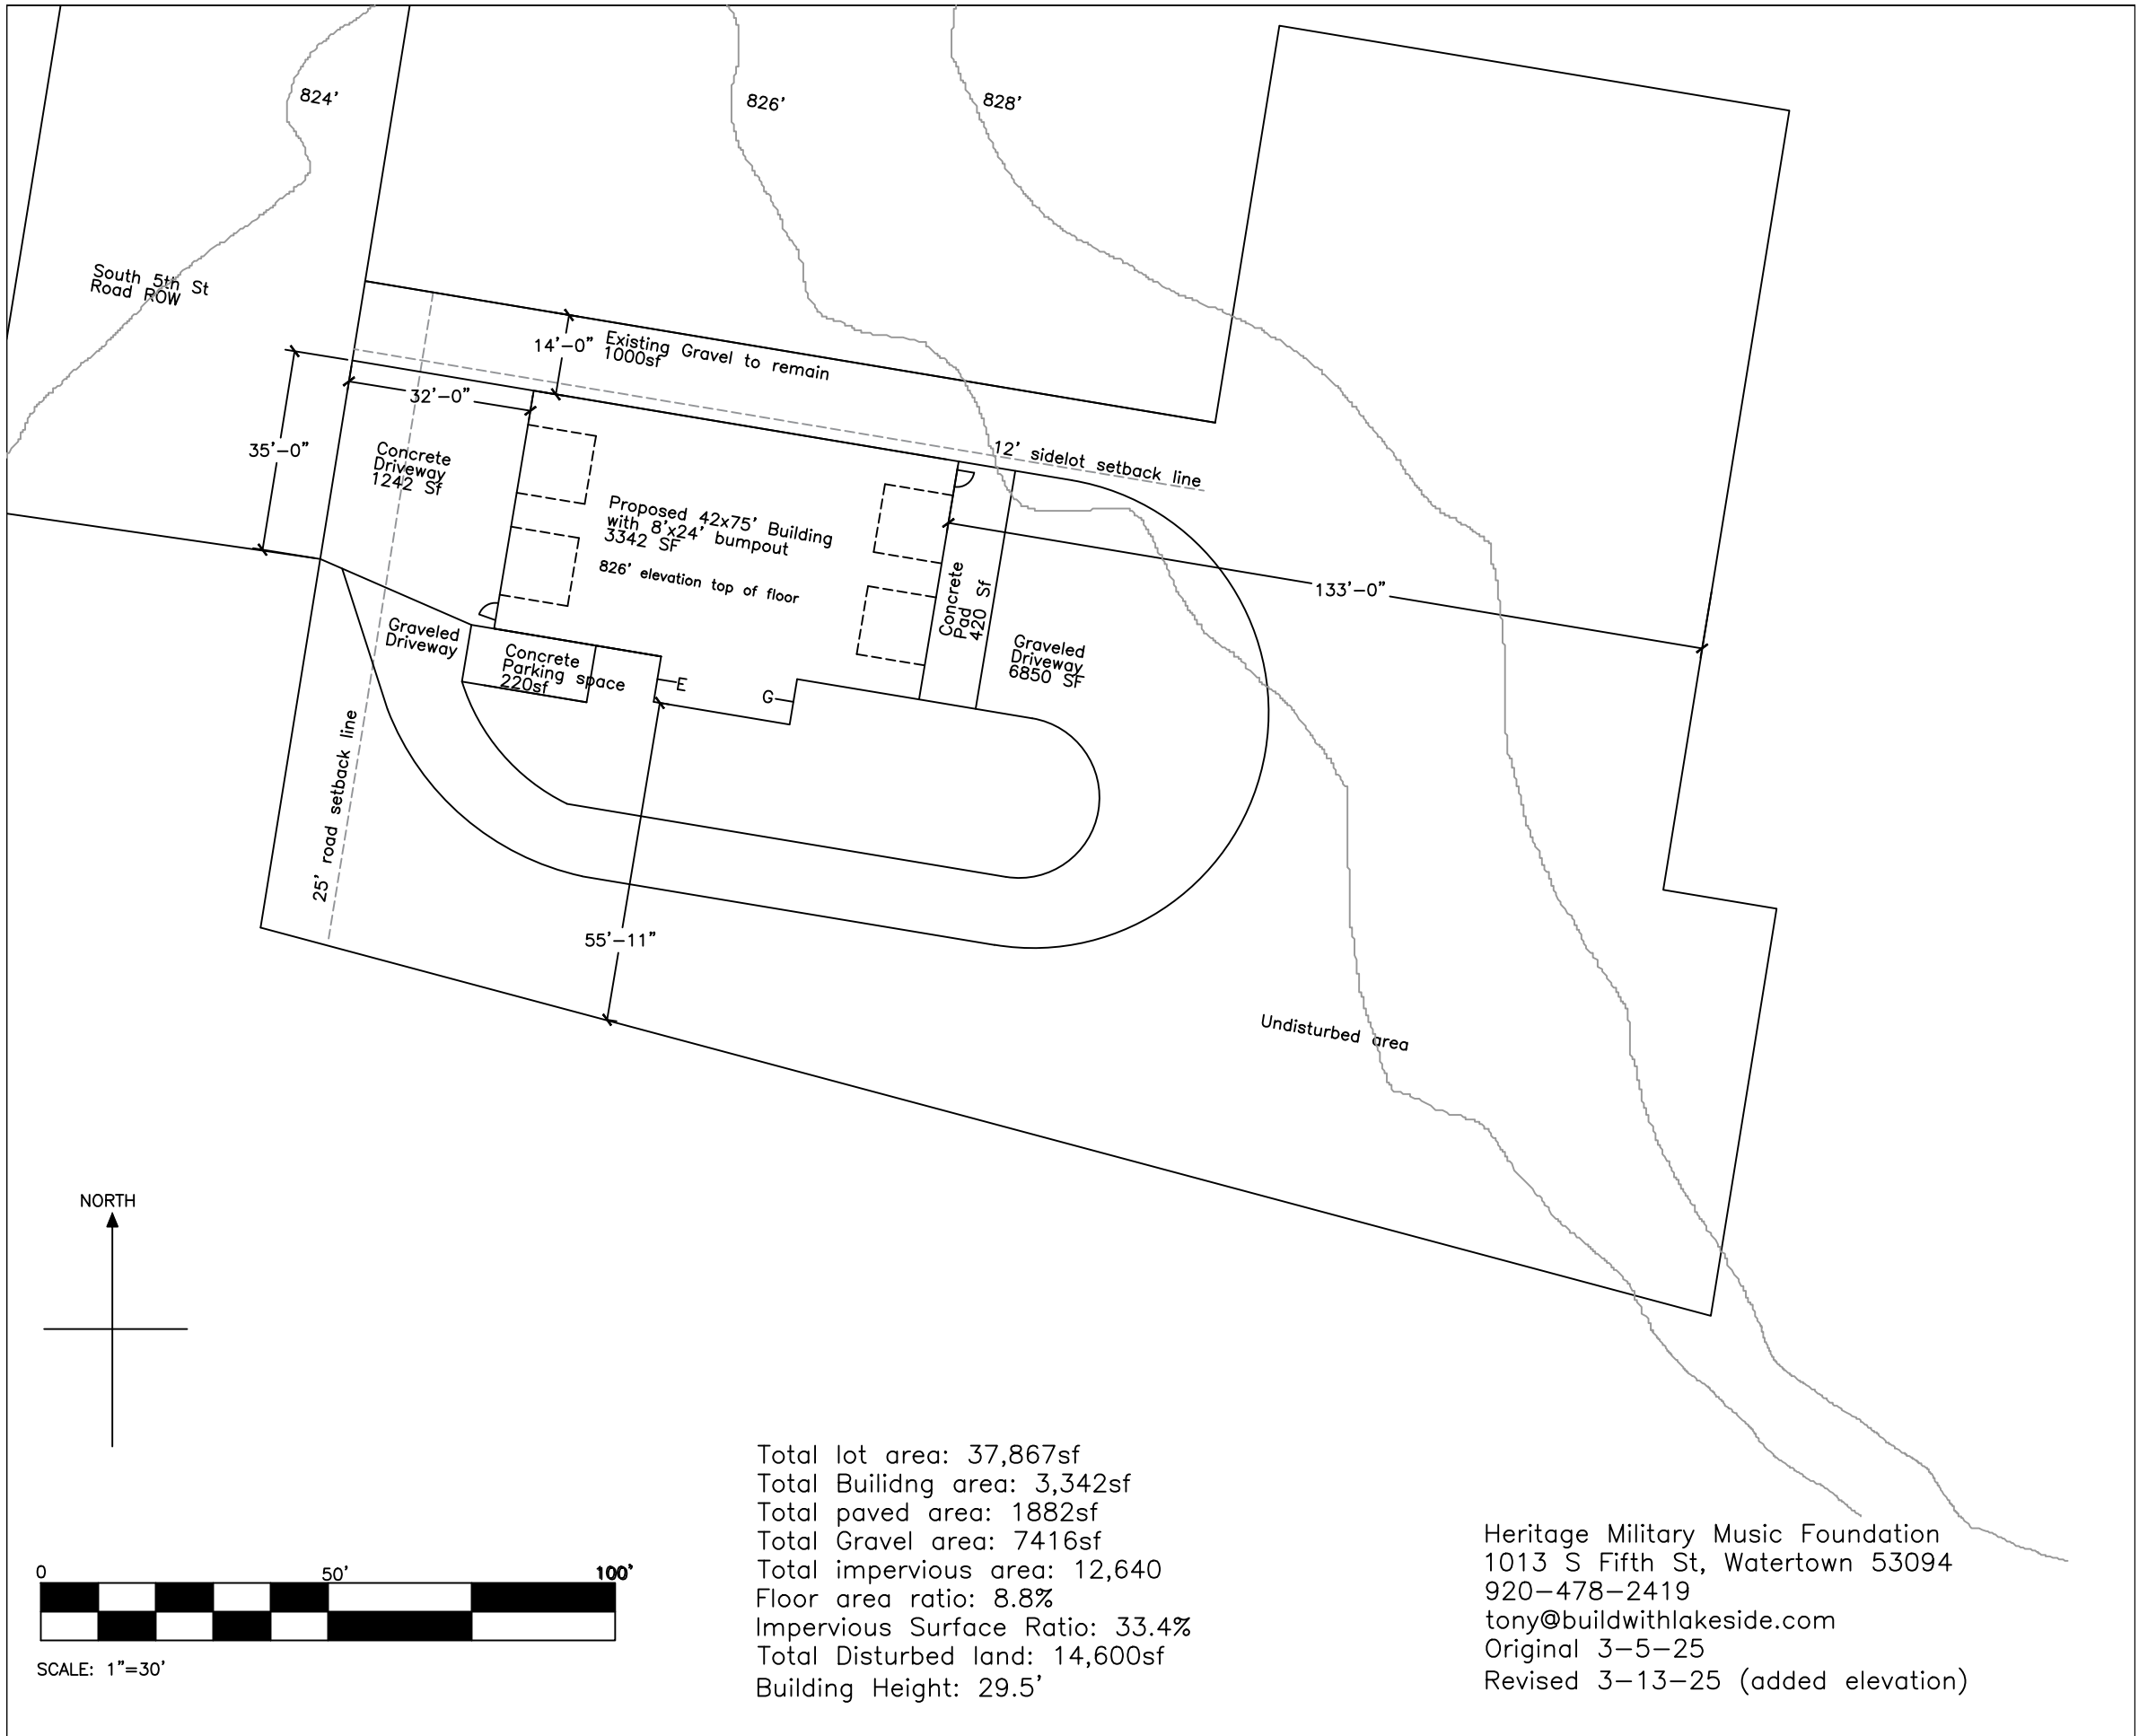 824'
826'
828'
South 5th St
Road ROW
14'-0"
Existing Gravel to remain
1000sf
32'-0"
35'-0"
12' sidelot setback line
Concrete
Driveway
1242 Sf
Proposed 42x75' Building
with 8'x24' bumpout
3342 SF
826' elevation top of floor
Concrete
Pad
420 Sf
133'-0"
Graveled
Driveway
Graveled
Driveway
6850 SF
Concrete
Parking space
220sf
E
G
25' road setback line
55'-11"
Undisturbed area
NORTH
0
50'
100'
SCALE: 1"=30'
Total lot area: 37,867sf
Total Builidng area: 3,342sf
Total paved area: 1882sf
Total Gravel area: 7416sf
Total impervious area: 12,640
Floor area ratio: 8.8%
Impervious Surface Ratio: 33.4%
Total Disturbed land: 14,600sf
Building Height: 29.5'
Heritage Military Music Foundation
1013 S Fifth St, Watertown 53094
920-478-2419
tony@buildwithlakeside.com
Original 3-5-25
Revised 3-13-25 (added elevation)